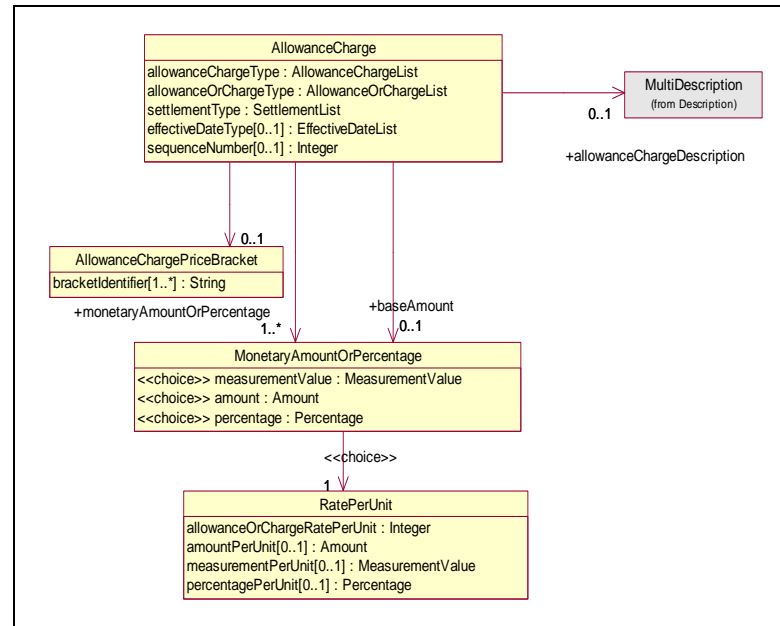 AllowanceCharge
allowanceChargeType : AllowanceChargeList
allowanceOrChargeType : AllowanceOrChargeList
settlementType : SettlementList
effectiveDateType[0..1] : EffectiveDateList
sequenceNumber[0..1] : Integer
MultiDescription
(from Description)
0..1
+allowanceChargeDescription
0..1
AllowanceChargePriceBracket
bracketIdentifier[1..*] : String
+monetaryAmountOrPercentage
1..*
+baseAmount
0..1
MonetaryAmountOrPercentage
<<choice>> measurementValue : MeasurementValue
<<choice>> amount : Amount
<<choice>> percentage : Percentage
<<choice>>
1
RatePerUnit
allowanceOrChargeRatePerUnit : Integer
amountPerUnit[0..1] : Amount
measurementPerUnit[0..1] : MeasurementValue
percentagePerUnit[0..1] : Percentage